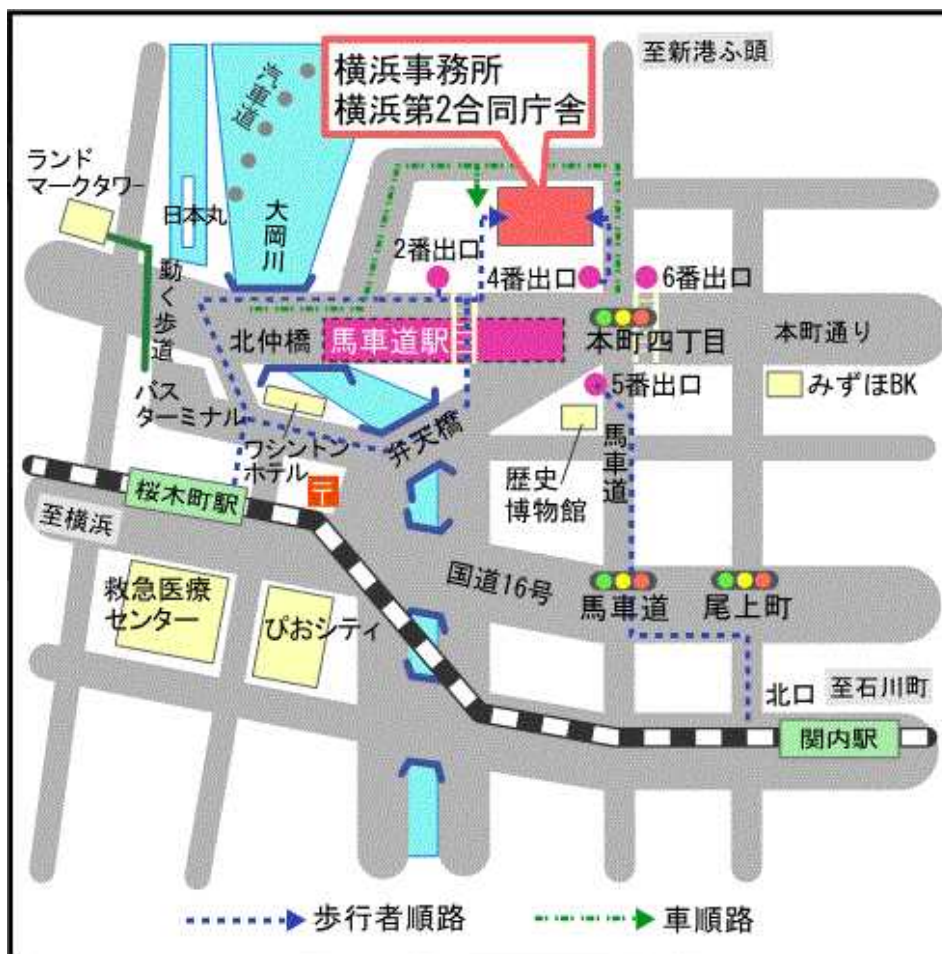 横浜事務所
横浜第2合同庁舎
至新港ふ頭
汽車道
ランド
マークタワー
日本丸
大岡川
2番出口
4番出口
6番出口
動く歩道
北仲橋
馬車道駅
本町四丁目
本町通り
バス
ターミナル
5番出口
みずほBK
ワシントン
ホテル
弁天橋
歴史
博物館
馬車道
桜木町駅
至横浜
〒
国道16号
馬車道
尾上町
救急医療
センター
ぴおシティ
北口
至石川町
関内駅
歩行者順路
車順路